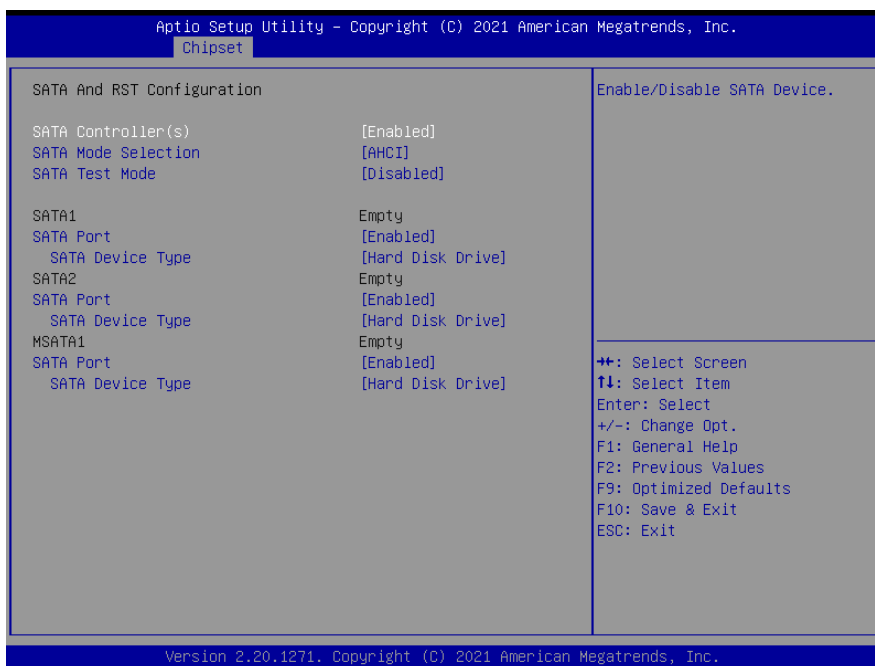 Aptio Setup Utility – Copyright (C) 2021 American Megatrends, Inc.
Chipset
SATA And RST Configuration
SATA Controller(s) [Enabled]
SATA Mode Selection [AHCI]
SATA Test Mode [Disabled]
SATA1 Empty
SATA Port [Enabled]
SATA Device Type [Hard Disk Drive]
SATA2 Empty
SATA Port [Enabled]
SATA Device Type [Hard Disk Drive]
MSATA1 Empty
SATA Port [Enabled]
SATA Device Type [Hard Disk Drive]
Enable/Disable SATA Device.
→←: Select Screen
↑↓: Select Item
Enter: Select
+/-: Change Opt.
F1: General Help
F2: Previous Values
F9: Optimized Defaults
F10: Save & Exit
ESC: Exit
Version 2.20.1271. Copyright (C) 2021 American Megatrends, Inc.